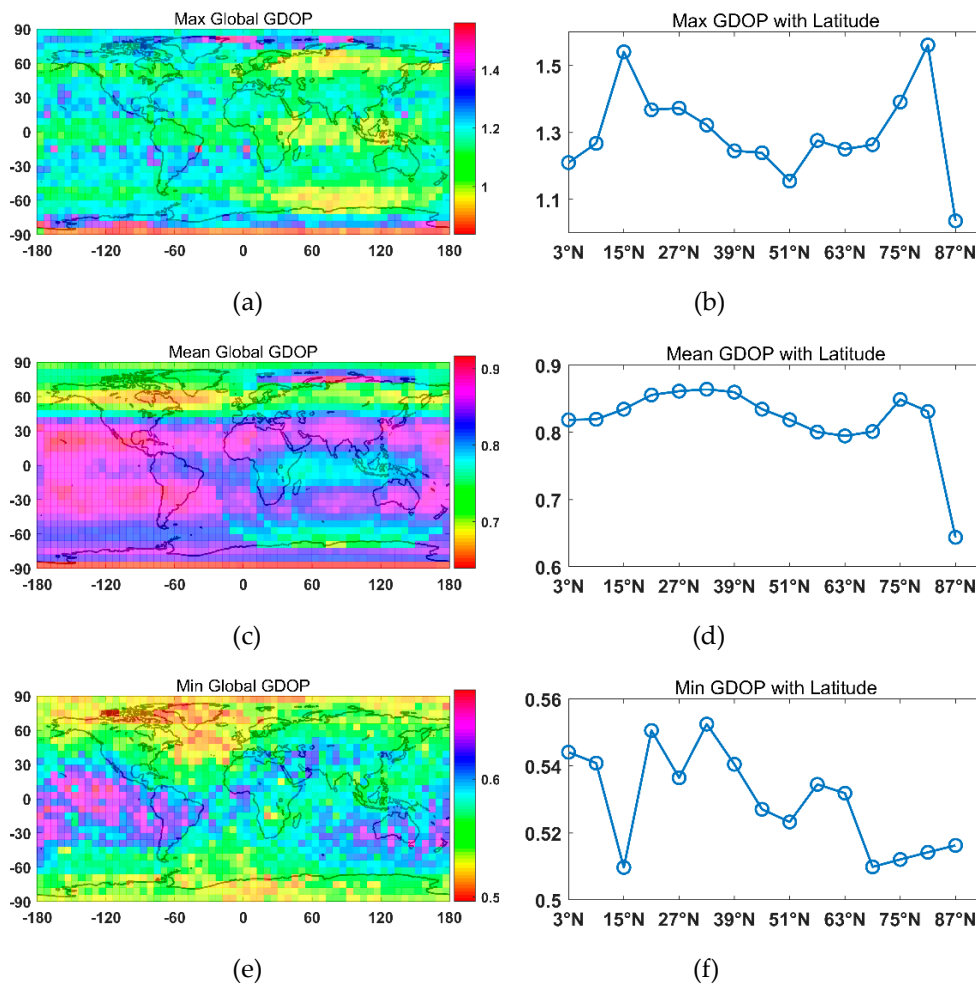 Max Global GDOP
90
60
30
0
-30
-60
-90
-180 -120 -60 0 60 120 180
1.4
1.2
1
(a)
Max GDOP with Latitude
1.5
1.3
1.1
3°N 15°N 27°N 39°N 51°N 63°N 75°N 87°N
(b)
Mean Global GDOP
90
60
30
0
-30
-60
-90
-180 -120 -60 0 60 120 180
0.9
0.8
0.7
(c)
Mean GDOP with Latitude
0.9
0.8
0.7
0.6
3°N 15°N 27°N 39°N 51°N 63°N 75°N 87°N
(d)
Min Global GDOP
90
60
30
0
-30
-60
-90
-180 -120 -60 0 60 120 180
0.6
0.5
(e)
Min GDOP with Latitude
0.56
0.54
0.52
0.5
3°N 15°N 27°N 39°N 51°N 63°N 75°N 87°N
(f)